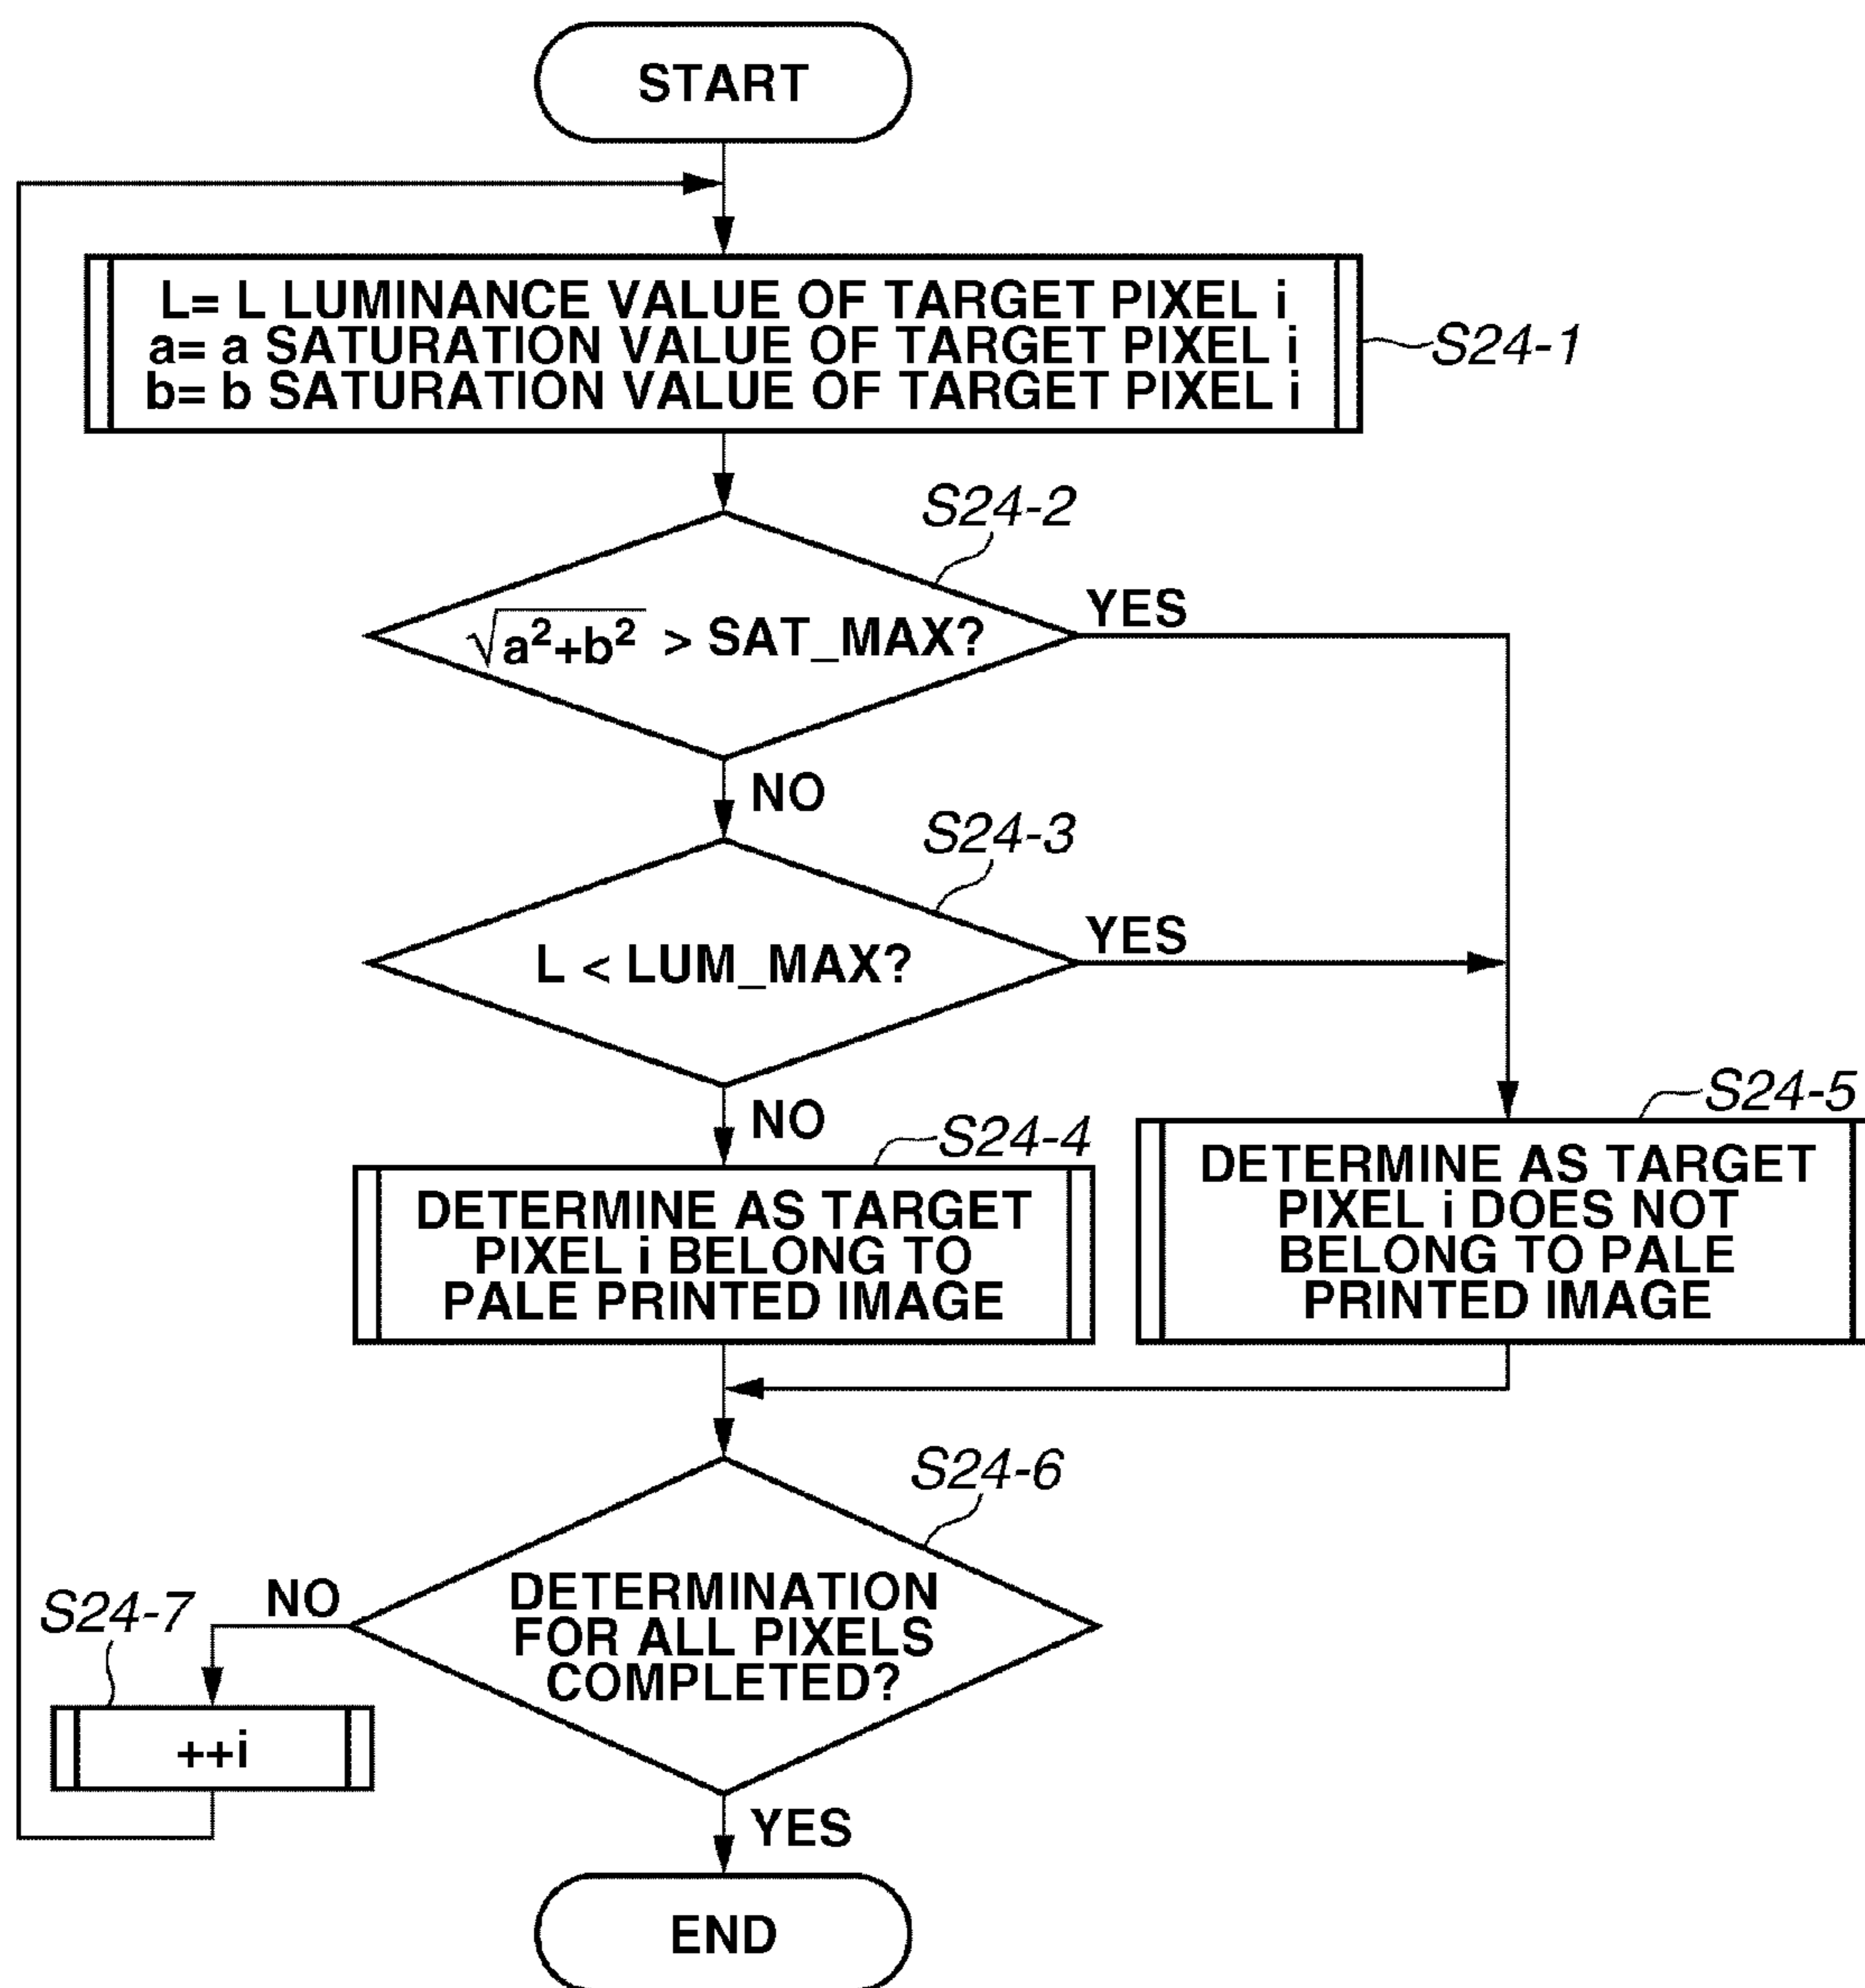 START
L= L LUMINANCE VALUE OF TARGET PIXEL i
a= a SATURATION VALUE OF TARGET PIXEL i
b= b SATURATION VALUE OF TARGET PIXEL i
S24-1
S24-2
√a²+b² > SAT_MAX?
YES
NO
S24-3
L < LUM_MAX?
YES
NO
S24-4
DETERMINE AS TARGET
PIXEL i BELONG TO
PALE PRINTED IMAGE
S24-5
DETERMINE AS TARGET
PIXEL i DOES NOT
BELONG TO PALE
PRINTED IMAGE
S24-6
DETERMINATION
FOR ALL PIXELS
COMPLETED?
NO
S24-7
++i
YES
END